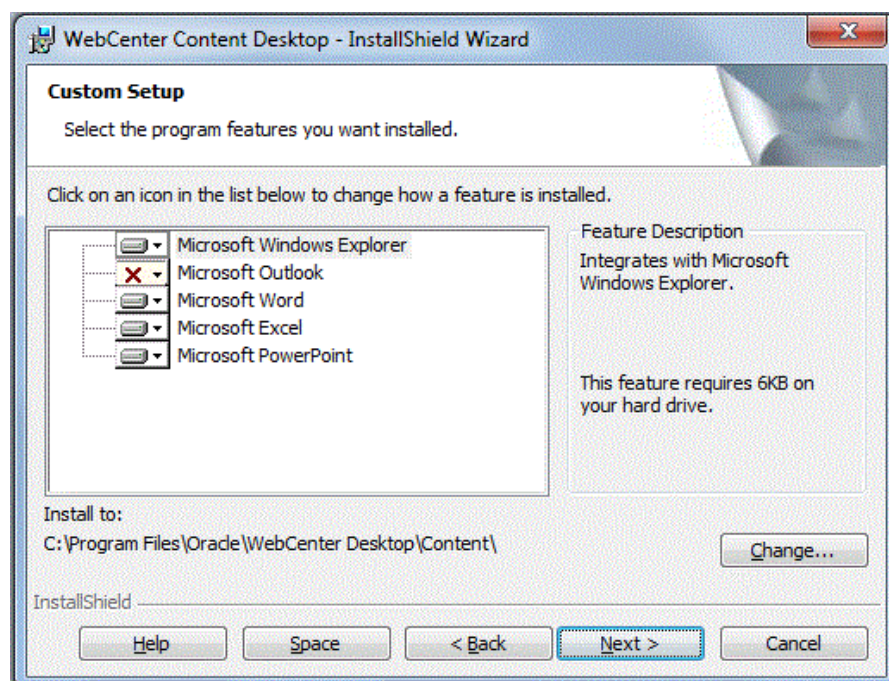 WebCenter Content Desktop - InstallShield Wizard
Custom Setup
Select the program features you want installed.
Click on an icon in the list below to change how a feature is installed.
Microsoft Windows Explorer
Microsoft Outlook
Microsoft Word
Microsoft Excel
Microsoft PowerPoint
Feature Description
Integrates with Microsoft
Windows Explorer.
This feature requires 6KB on
your hard drive.
Install to:
C:\Program Files\Oracle\WebCenter Desktop\Content\
Change...
InstallShield
Help
Space
< Back
Next >
Cancel